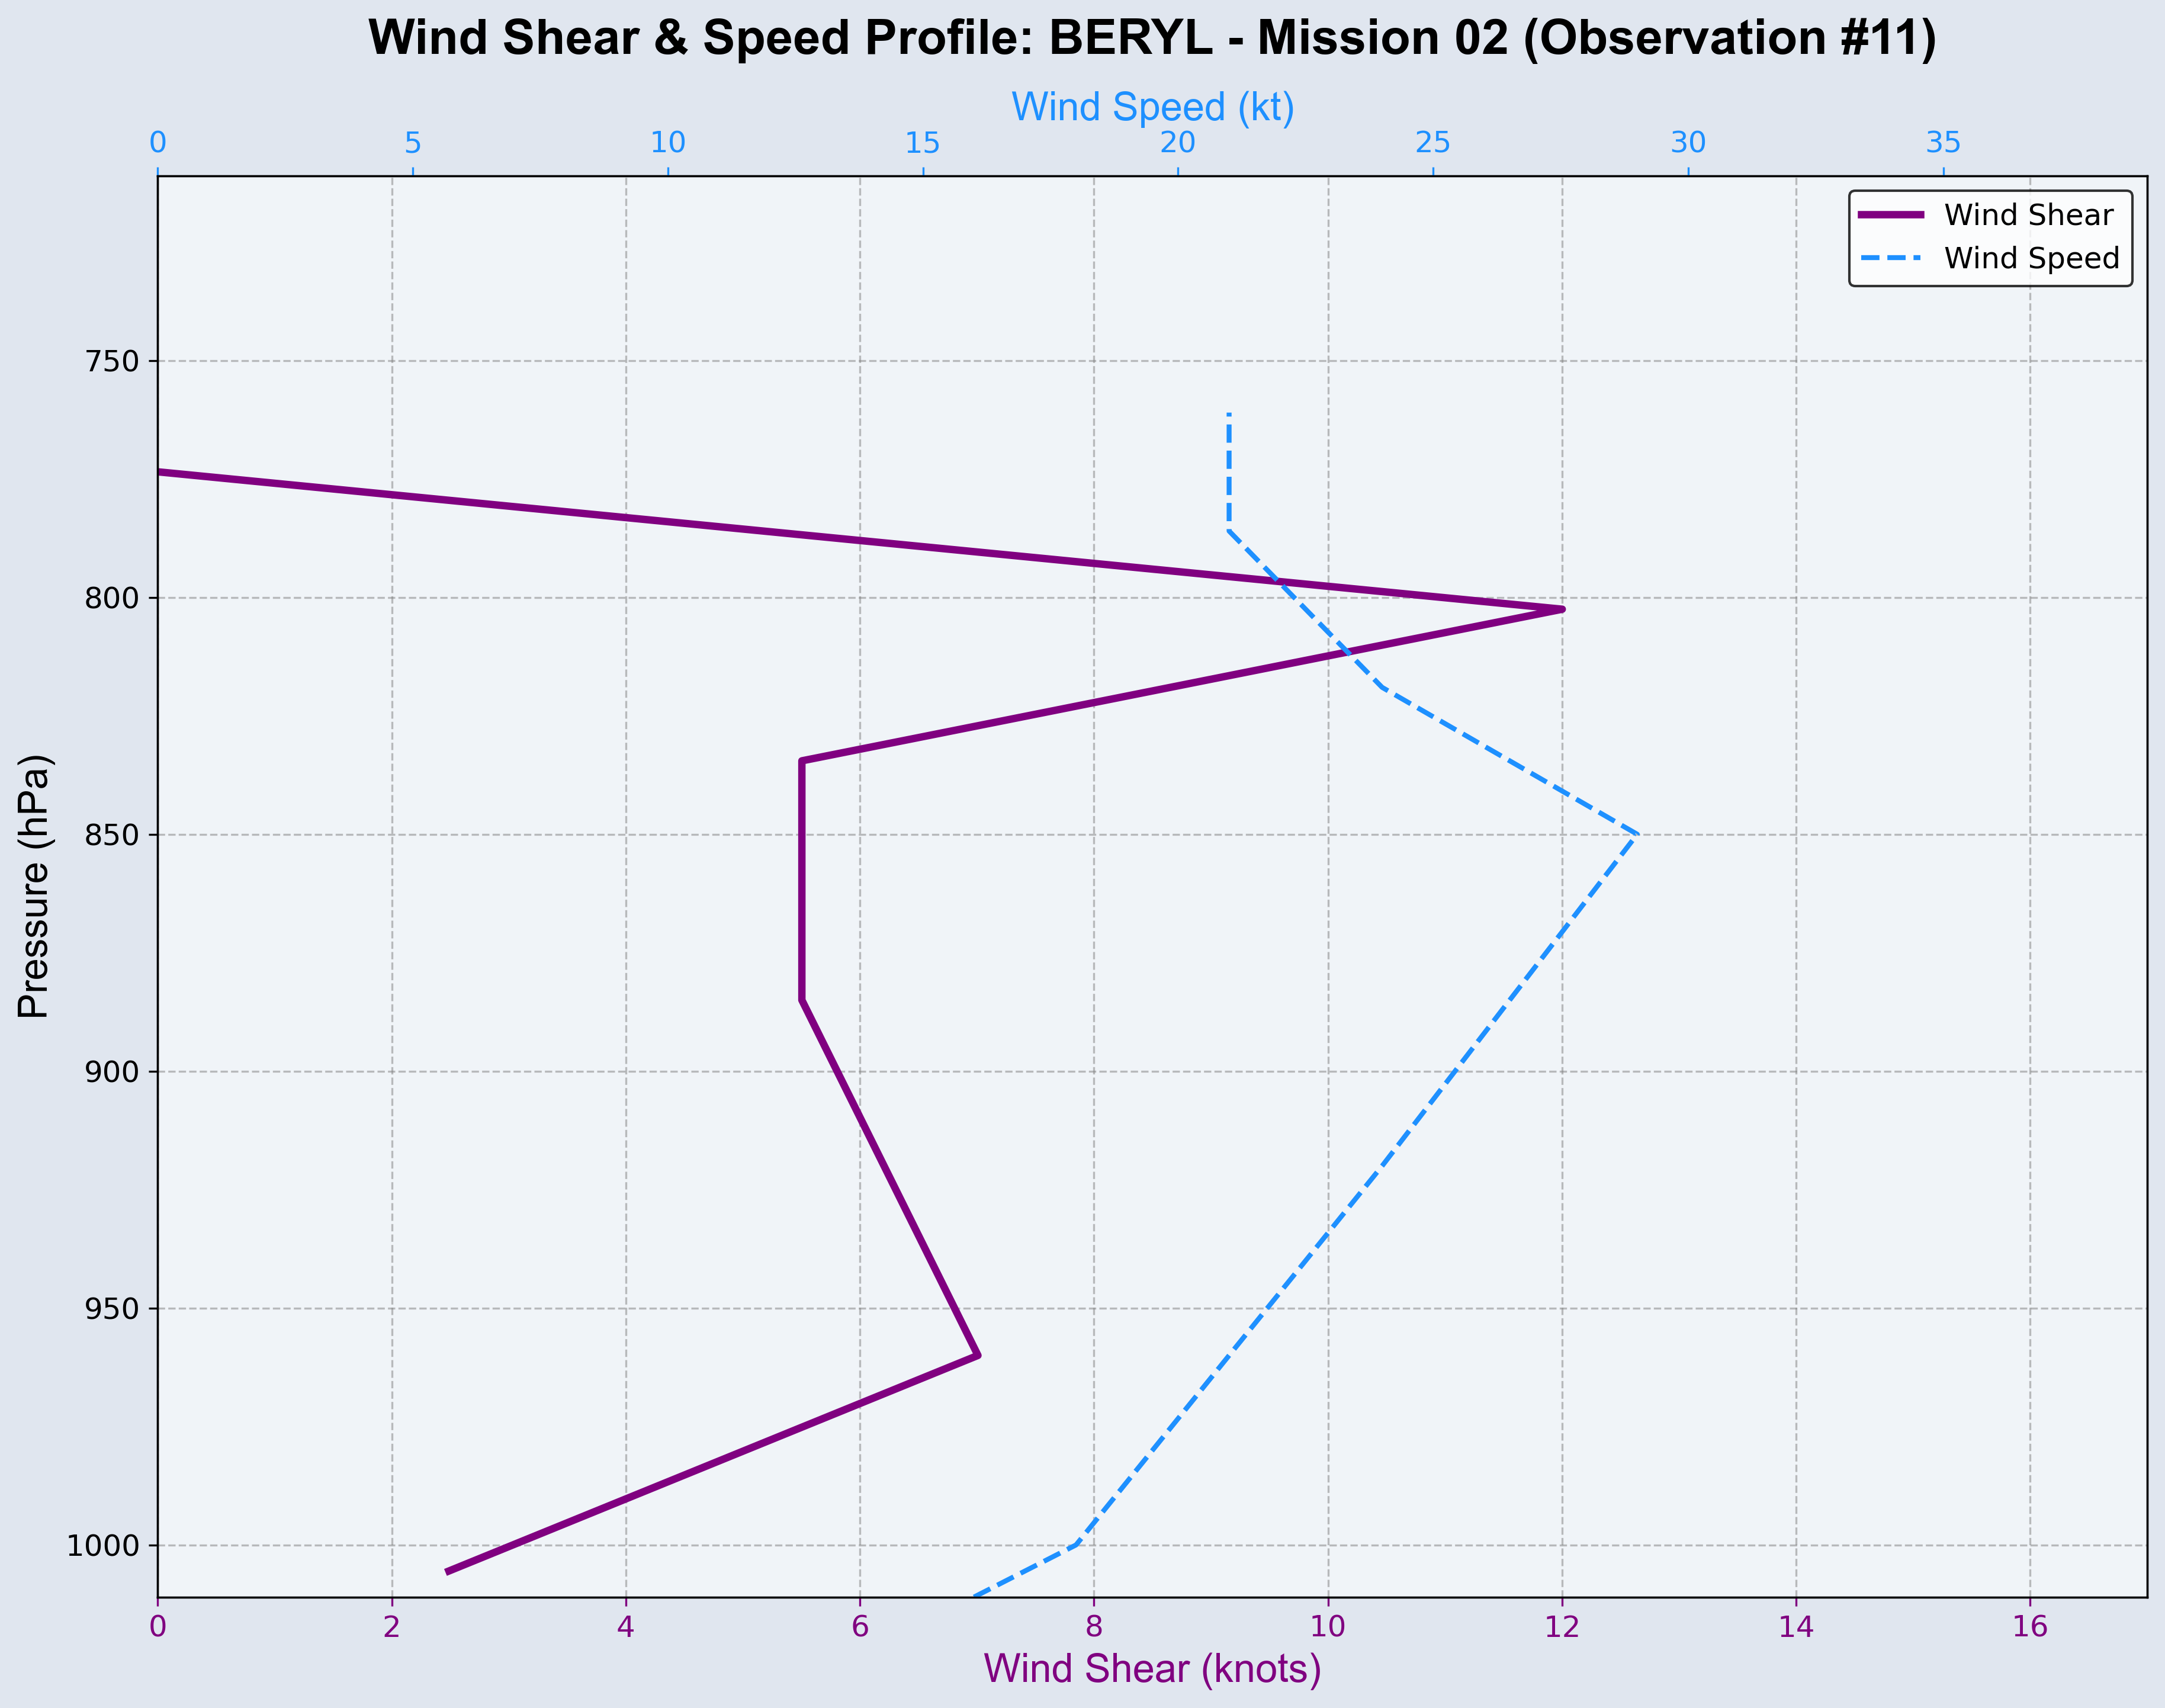 Wind Shear & Speed Profile: BERYL - Mission 02 (Observation #11)
Wind Speed (kt)
0 5 10 15 20 25 30 35
Wind Shear
Wind Speed
750
800
850
900
950
1000
Pressure (hPa)
0 2 4 6 8 10 12 14 16
Wind Shear (knots)